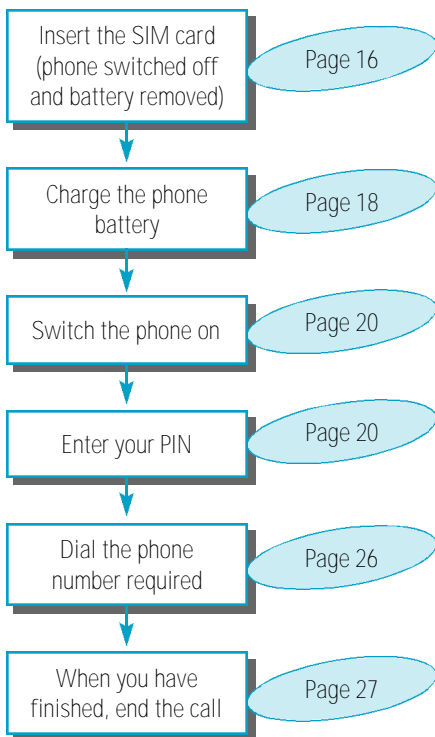 Insert the SIM card
(phone switched off
and battery removed)
Page 16
Charge the phone
battery
Page 18
Switch the phone on
Page 20
Enter your PIN
Page 20
Dial the phone
number required
Page 26
When you have
finished, end the call
Page 27